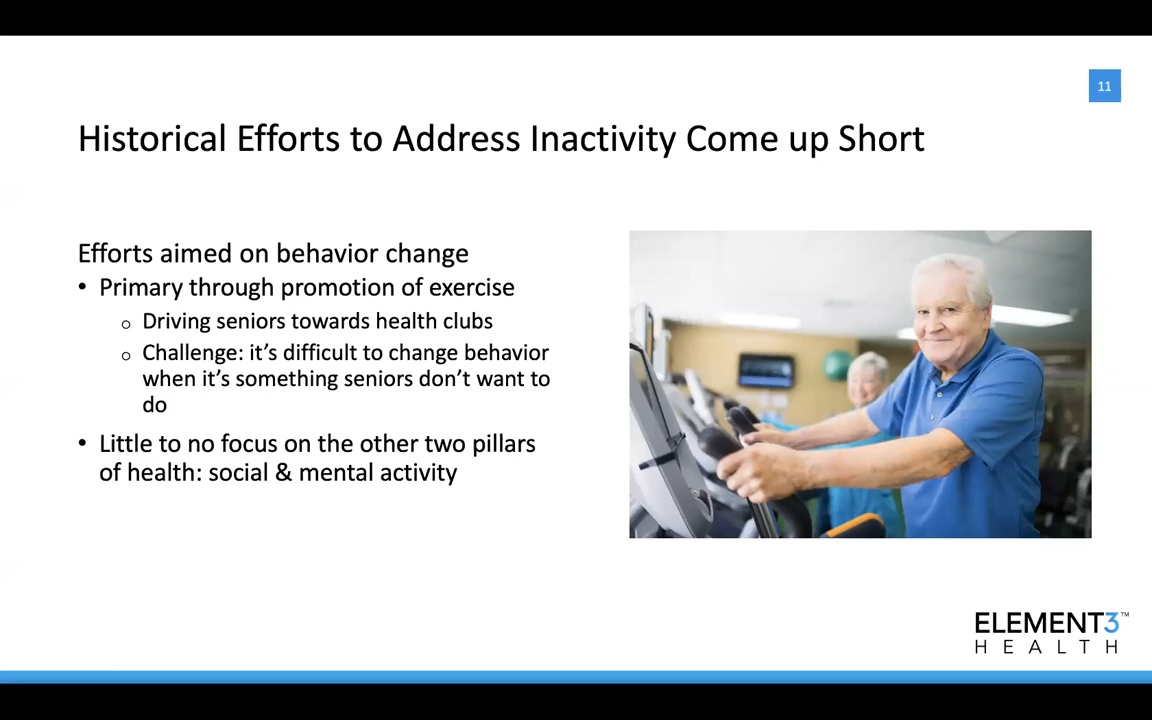 11
Historical Efforts to Address Inactivity Come up Short
Efforts aimed on behavior change
• Primary through promotion of exercise
o Driving seniors towards health clubs
o Challenge: it’s difficult to change behavior
when it’s something seniors don’t want to
do
• Little to no focus on the other two pillars
of health: social & mental activity
ELEMENT3™
HEALTH